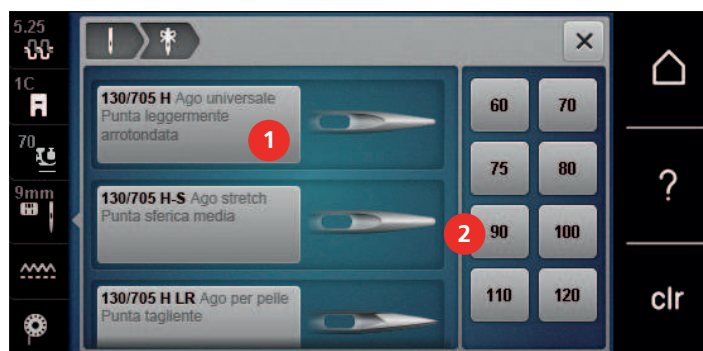 5.25
1C
70
9mm
130/705 H Ago universale
Punta leggermente
arrotondata
1
130/705 H-S Ago stretch
Punta sferica media
130/705 H LR Ago per pelle
Punta tagliente
2
60 70
75 80
90 100
110 120
?
clr